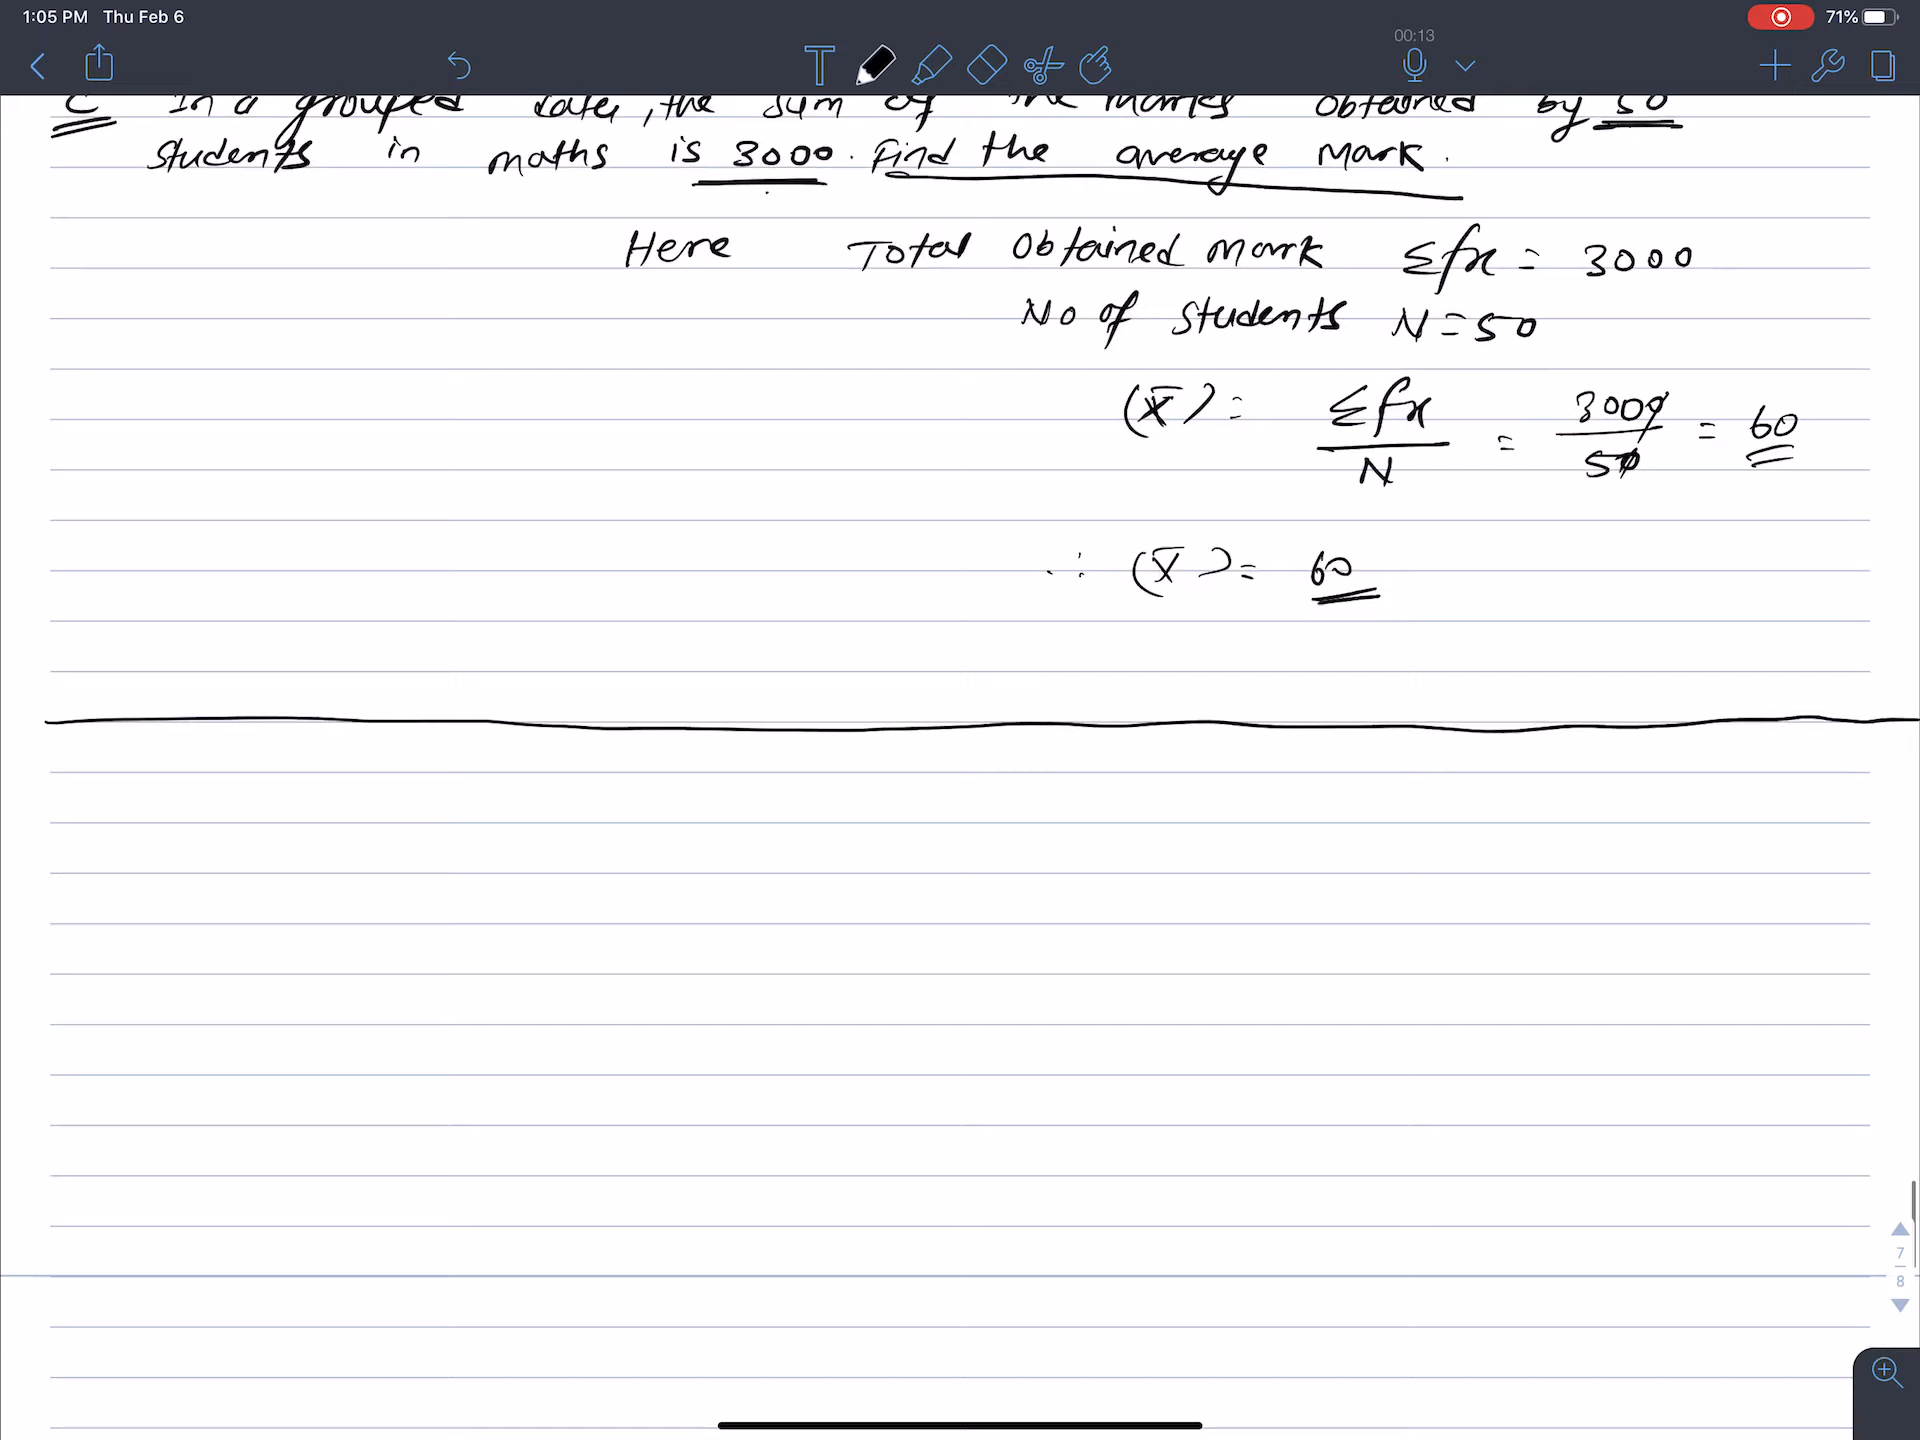 1:05 PM Thu Feb 6
71%
00:13
C In a grouped data, the sum of the marks obtained by 50
students in maths is 3000. Find the average mark.
Here Total Obtained mark Σfx = 3000
No of students N = 50
(X̄) = Σfx / N = 3000 / 50 = 60
∴ (X̄) = 60
7
8